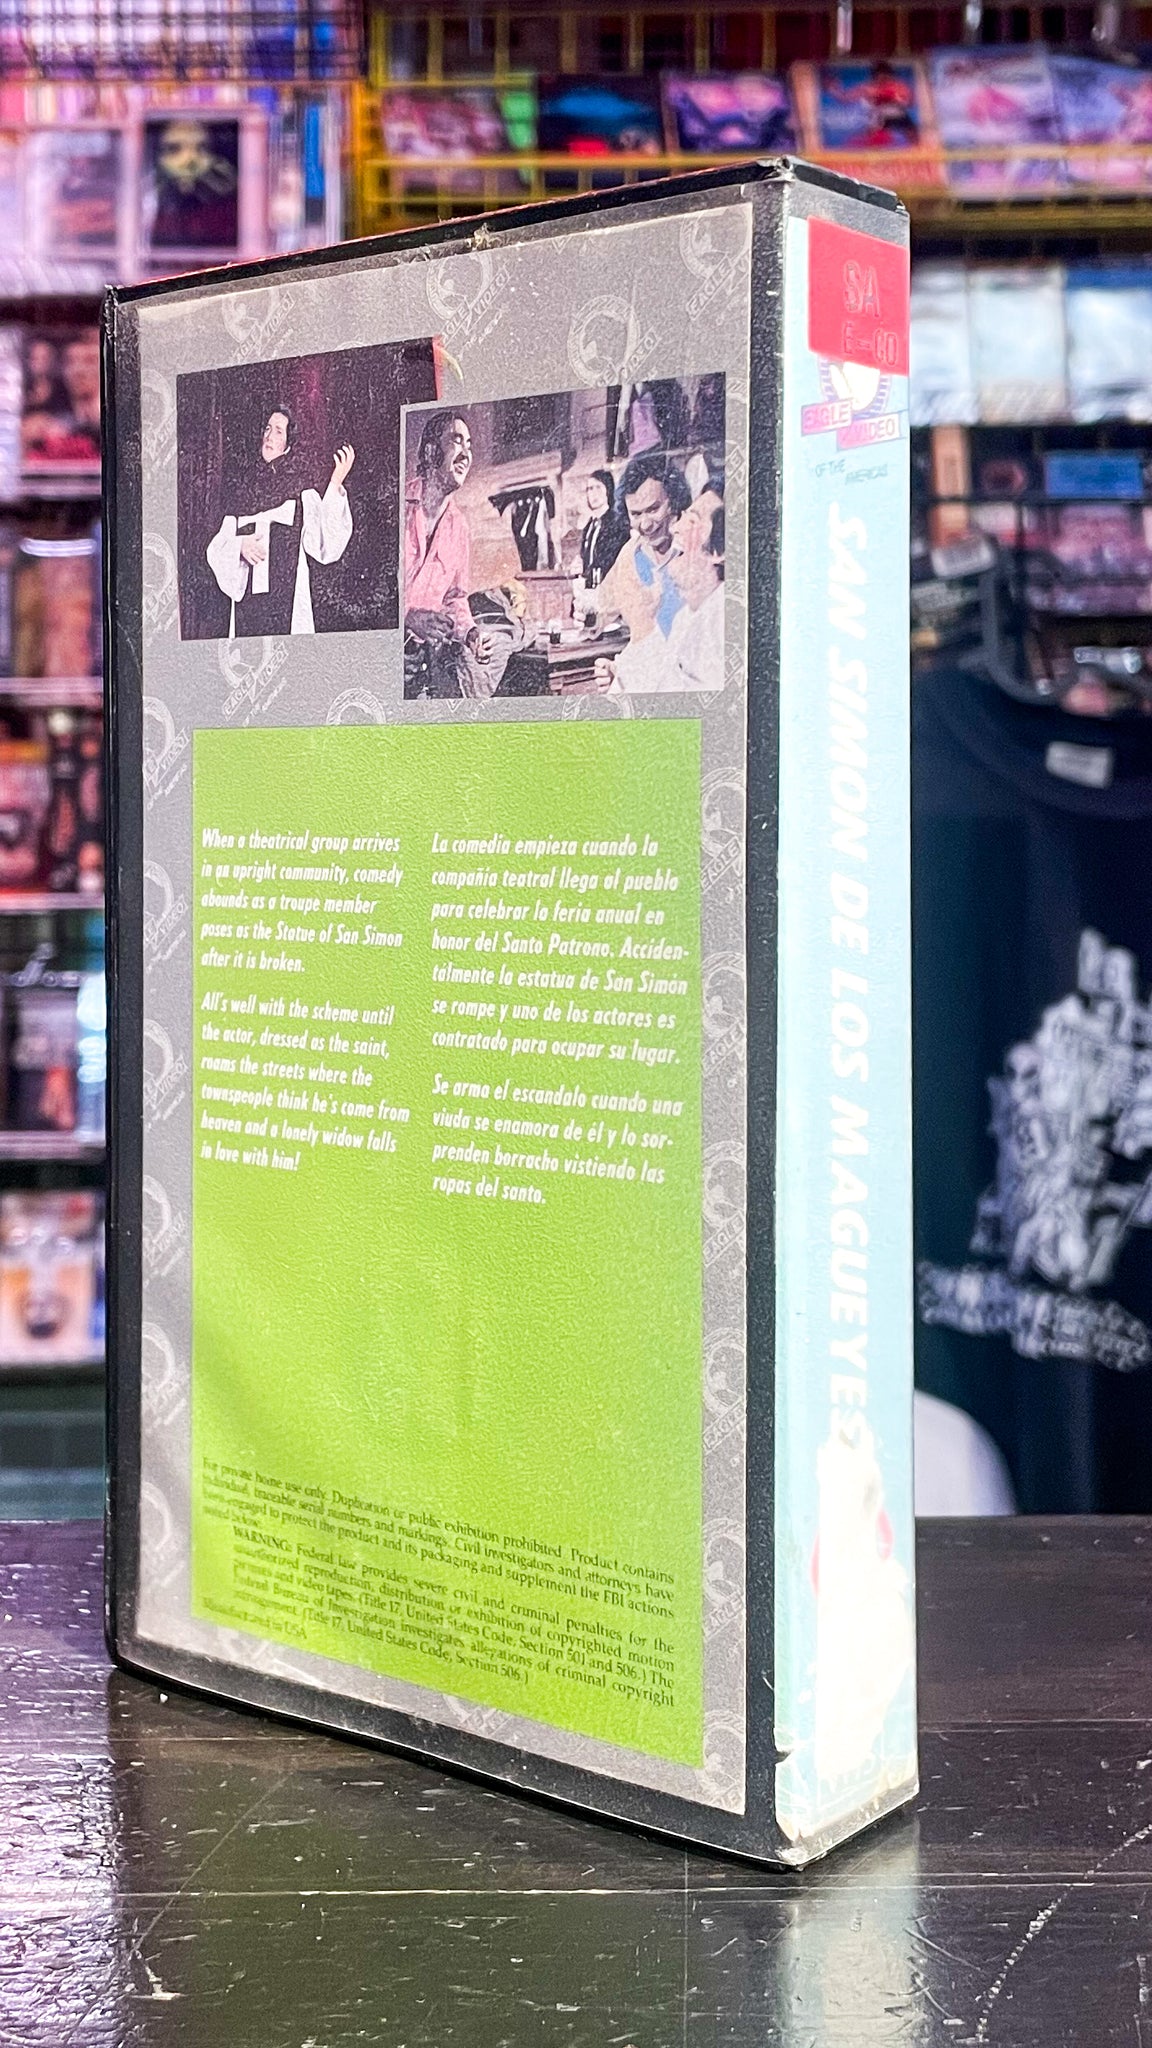 When a theatrical group arrives
in an upright community, comedy
abounds as a troupe member
poses as the Statue of San Simon
after it is broken.
All's well with the scheme until
the actor, dressed as the saint,
roams the streets where the
townspeople think he's come from
heaven and a lonely widow falls
in love with him!
La comedia empieza cuando la
compañia teatral llega al pueblo
para celebrar la feria anual en
honor del Santo Patrono. Acciden-
talmente la estatua de San Simón
se rompe y uno de los actores es
contratado para ocupar su lugar.
Se arma el escandalo cuando una
viuda se enamora de él y lo sor-
prenden borracho vistiendo las
ropas del santo.
For private home use only. Duplication or public exhibition prohibited. Product contains
individual, traceable serial numbers and markings. Civil investigators and attorneys have
been engaged to protect the product and its packaging and supplement the FBI actions
noted below.
WARNING: Federal law provides severe civil and criminal penalties for the
unauthorized reproduction, distribution or exhibition of copyrighted motion
pictures and video tapes. (Title 17, United States Code, Section 501 and 506.) The
Federal Bureau of Investigation investigates allegations of criminal copyright
infringement. (Title 17, United States Code, Section 506.)
Manufactured in USA
SA
E-CD
EAGLE
VIDEO
OF THE AMERICAS
SAN SIMON DE LOS MAGUEYES